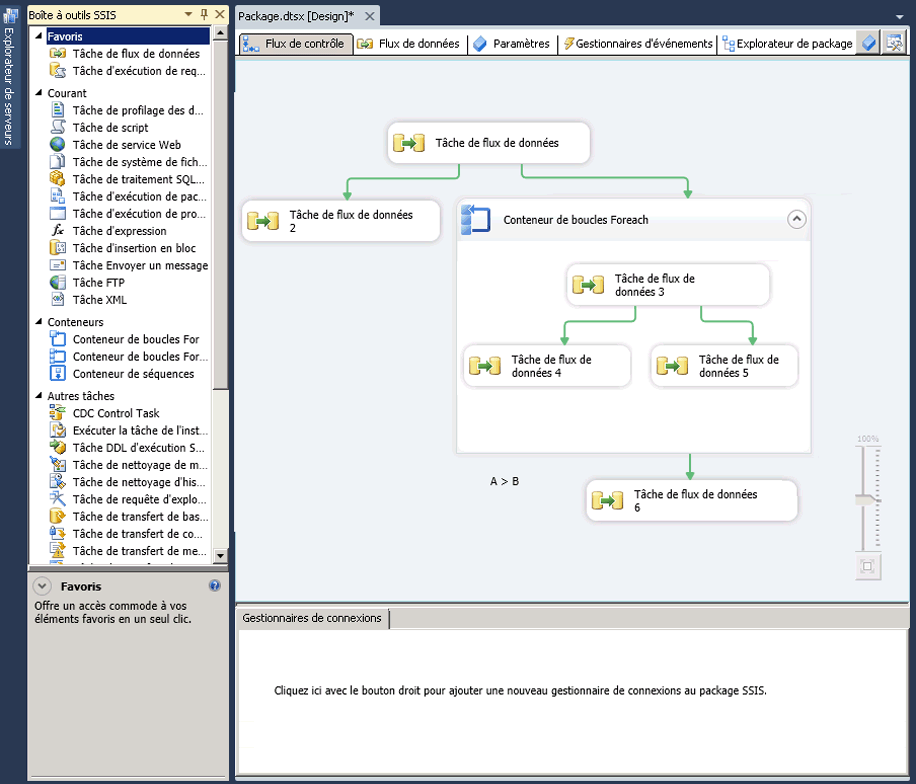 Explorateur de serveurs
Boîte à outils SSIS
Favoris
Tâche de flux de données
Tâche d'exécution de req...
Courant
Tâche de profilage des d...
Tâche de script
Tâche de service Web
Tâche de système de fich...
Tâche de traitement SQL...
Tâche d'exécution de pac...
Tâche d'exécution de pro...
Tâche d'expression
Tâche d'insertion en bloc
Tâche Envoyer un message
Tâche FTP
Tâche XML
Conteneurs
Conteneur de boucles For
Conteneur de boucles For...
Conteneur de séquences
Autres tâches
CDC Control Task
Exécuter la tâche de l'inst...
Tâche DDL d'exécution S...
Tâche de nettoyage de m...
Tâche de nettoyage d'his...
Tâche de requête d'explo...
Tâche de transfert de bas...
Tâche de transfert de co...
Tâche de transfert de me...
Favoris
Offre un accès commode à vos
éléments favoris en un seul clic.
Package.dtsx [Design]*
Flux de contrôle
Flux de données
Paramètres
Gestionnaires d'événements
Explorateur de package
Tâche de flux de données
Tâche de flux de données
2
Conteneur de boucles Foreach
Tâche de flux de
données 3
Tâche de flux de
données 4
Tâche de flux de
données 5
A > B
Tâche de flux de données
6
100%
Gestionnaires de connexions
Cliquez ici avec le bouton droit pour ajouter une nouveau gestionnaire de connexions au package SSIS.